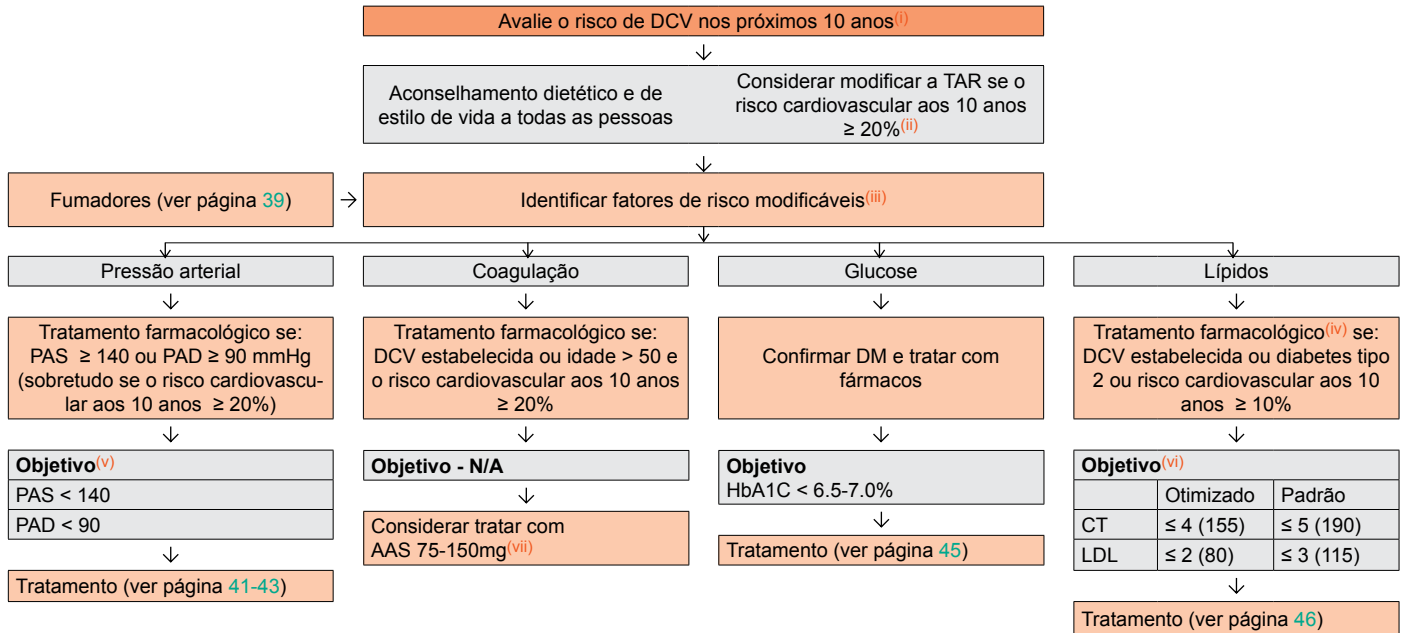 Avalie o risco de DCV nos próximos 10 anos(i)
Aconselhamento dietético e de
estilo de vida a todas as pessoas
Considerar modificar a TAR se o
risco cardiovascular aos 10 anos
≥ 20%(ii)
Fumadores (ver página 39)
Identificar fatores de risco modificáveis(iii)
Pressão arterial
Coagulação
Glucose
Lípidos
Tratamento farmacológico se:
PAS ≥ 140 ou PAD ≥ 90 mmHg
(sobretudo se o risco cardiovascu-
lar aos 10 anos ≥ 20%)
Tratamento farmacológico se:
DCV estabelecida ou idade > 50 e
o risco cardiovascular aos 10 anos
≥ 20%
Confirmar DM e tratar com
fármacos
Tratamento farmacológico(iv) se:
DCV estabelecida ou diabetes tipo
2 ou risco cardiovascular aos 10
anos ≥ 10%
Objetivo(v)
PAS < 140
PAD < 90
Tratamento (ver página 41-43)
Objetivo - N/A
Considerar tratar com
AAS 75-150mg(vii)
Objetivo
HbA1C < 6.5-7.0%
Tratamento (ver página 45)
Objetivo(vi)
Otimizado Padrão
CT ≤ 4 (155) ≤ 5 (190)
LDL ≤ 2 (80) ≤ 3 (115)
Tratamento (ver página 46)